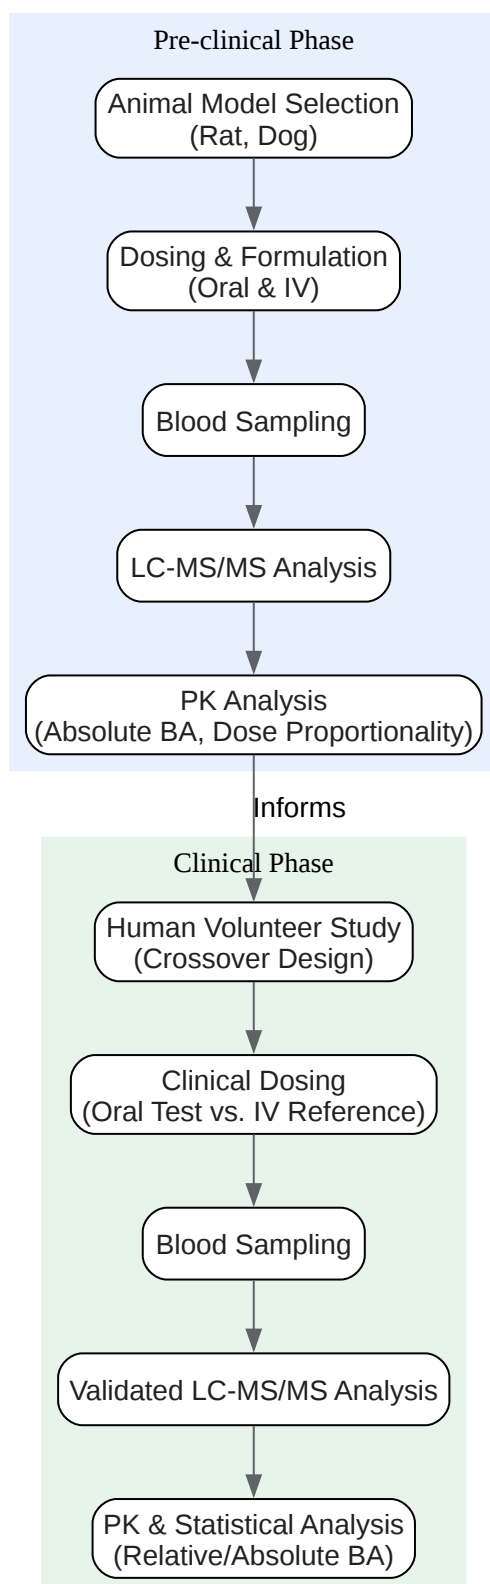 Pre-clinical Phase
Animal Model Selection
(Rat, Dog)
Dosing & Formulation
(Oral & IV)
Blood Sampling
LC-MS/MS Analysis
PK Analysis
(Absolute BA, Dose Proportionality)
Informs
Clinical Phase
Human Volunteer Study
(Crossover Design)
Clinical Dosing
(Oral Test vs. IV Reference)
Blood Sampling
Validated LC-MS/MS Analysis
PK & Statistical Analysis
(Relative/Absolute BA)